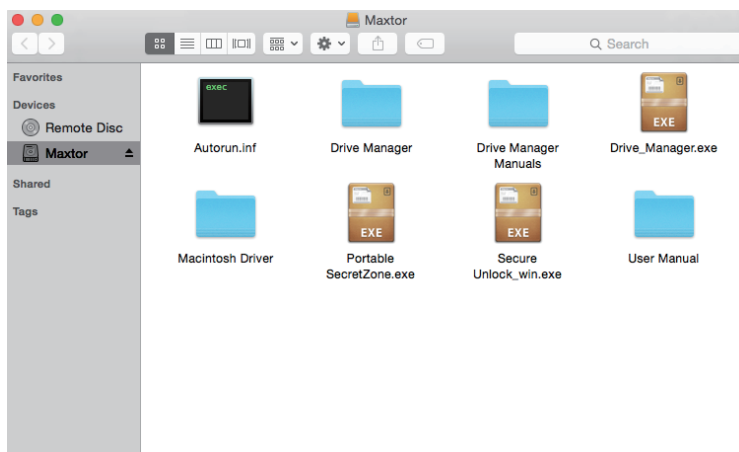 Maxtor
Search
Favorites
Devices
Remote Disc
Maxtor
Shared
Tags
exec
Autorun.inf
Drive Manager
Drive Manager
Manuals
EXE
Drive_Manager.exe
Macintosh Driver
EXE
Portable
SecretZone.exe
EXE
Secure
Unlock_win.exe
User Manual